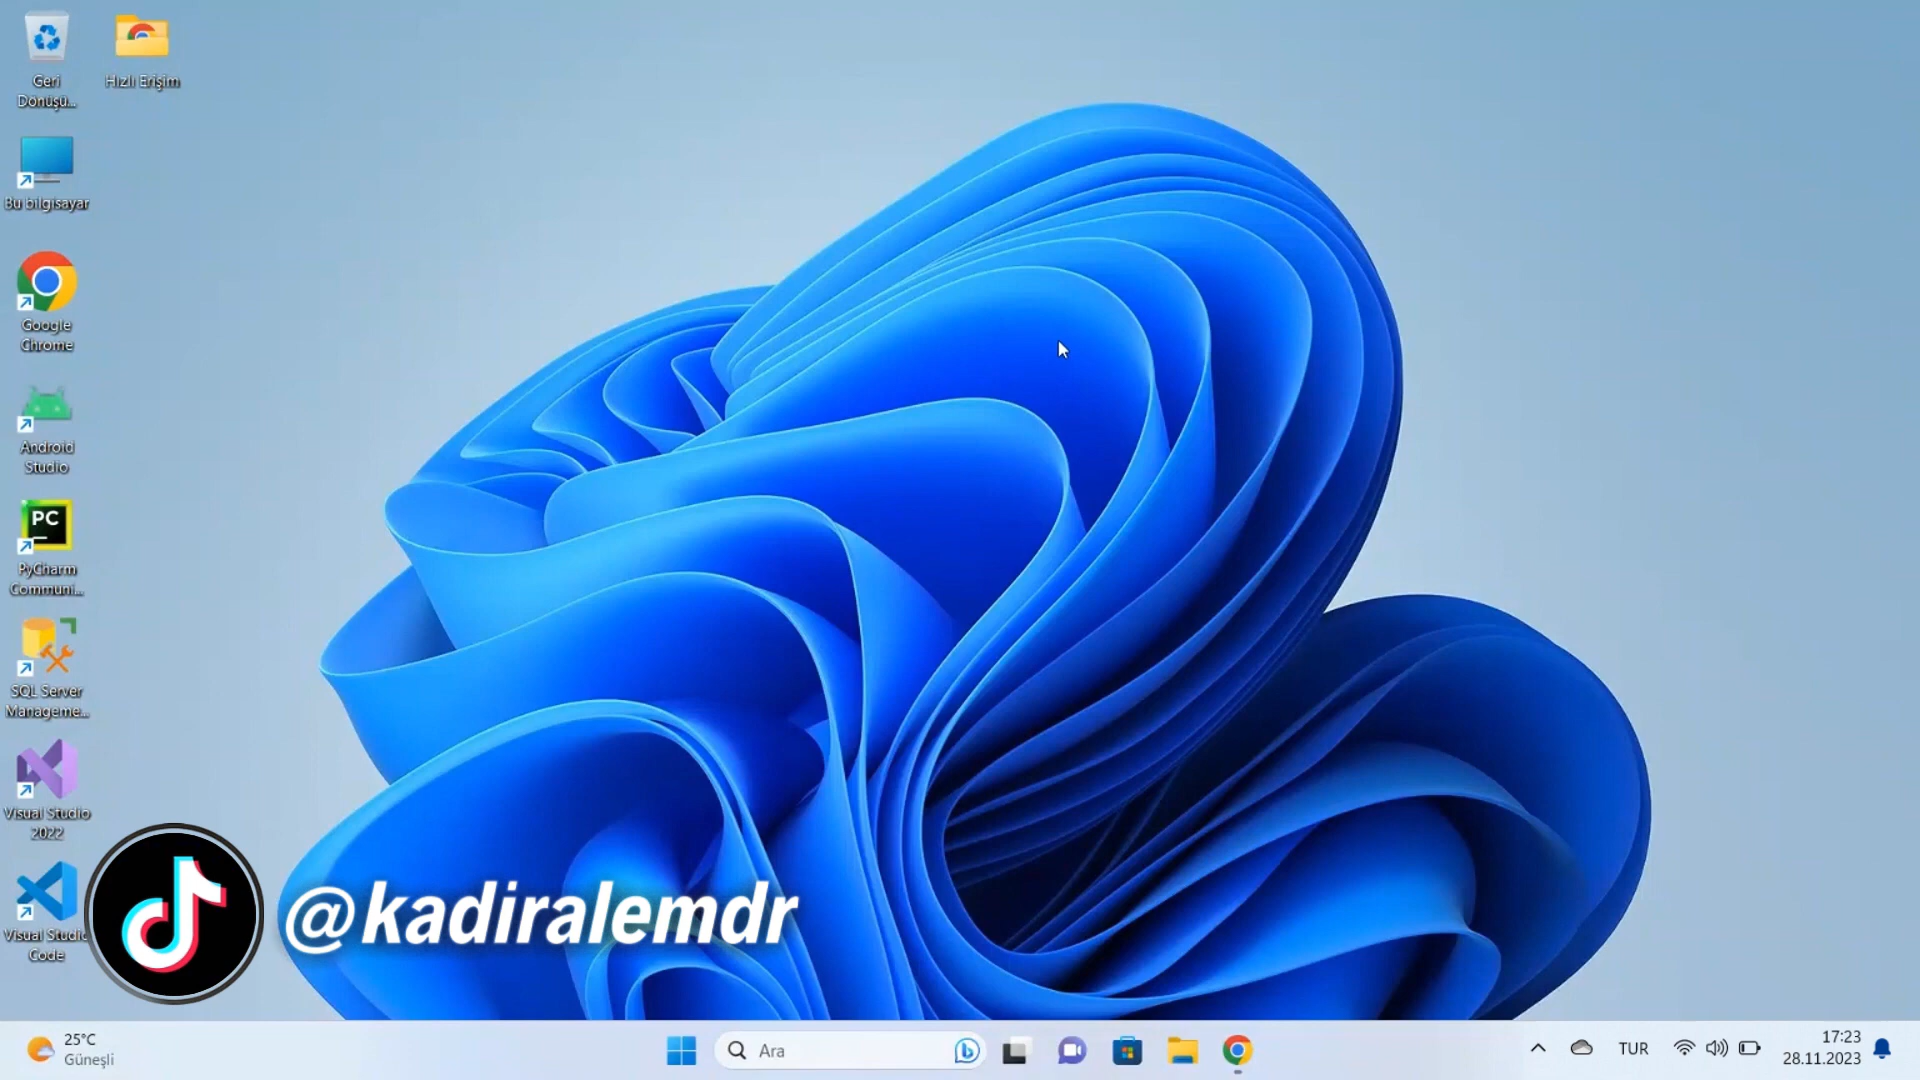 Geri
Dönüşü...
Hızlı Erişim
Bu bilgisayar
Google
Chrome
Android
Studio
PC
PyCharm
Communi...
SQL Server
Manageme...
Visual Studio
2022
Visual Studio
Code
@kadiralemdr
25°C
Güneşli
Ara
TUR
17:23
28.11.2023